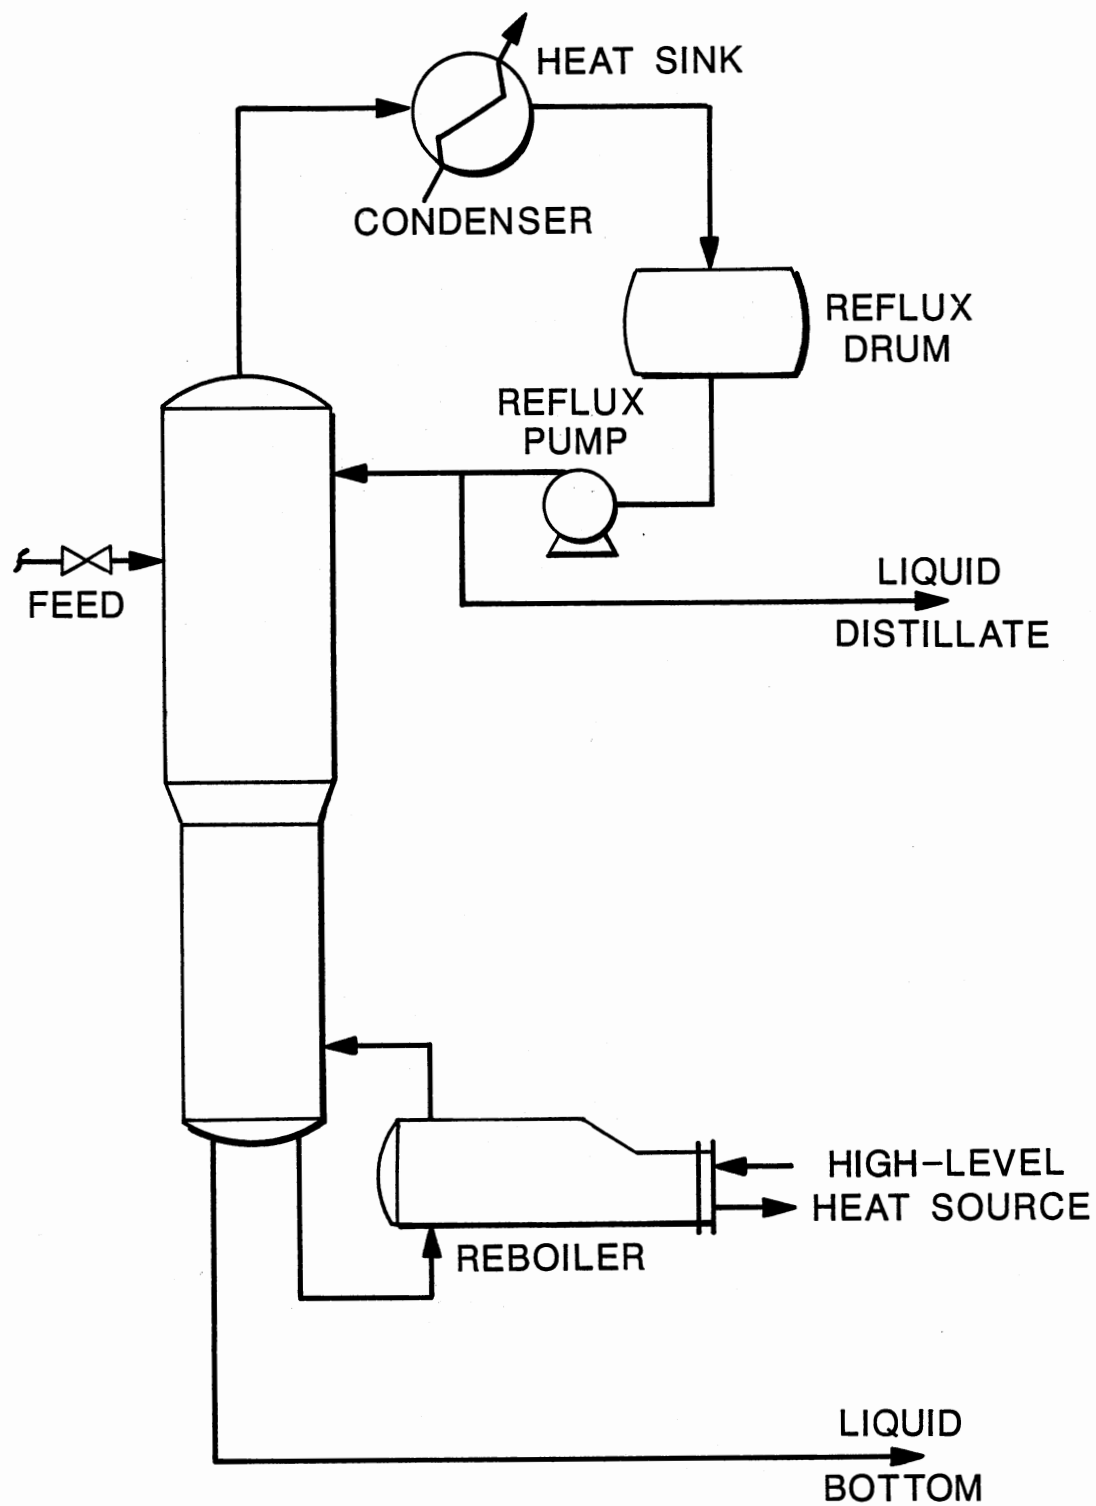 HEAT SINK
CONDENSER
REFLUX
DRUM
REFLUX
PUMP
FEED
LIQUID
DISTILLATE
HIGH-LEVEL
HEAT SOURCE
REBOILER
LIQUID
BOTTOM